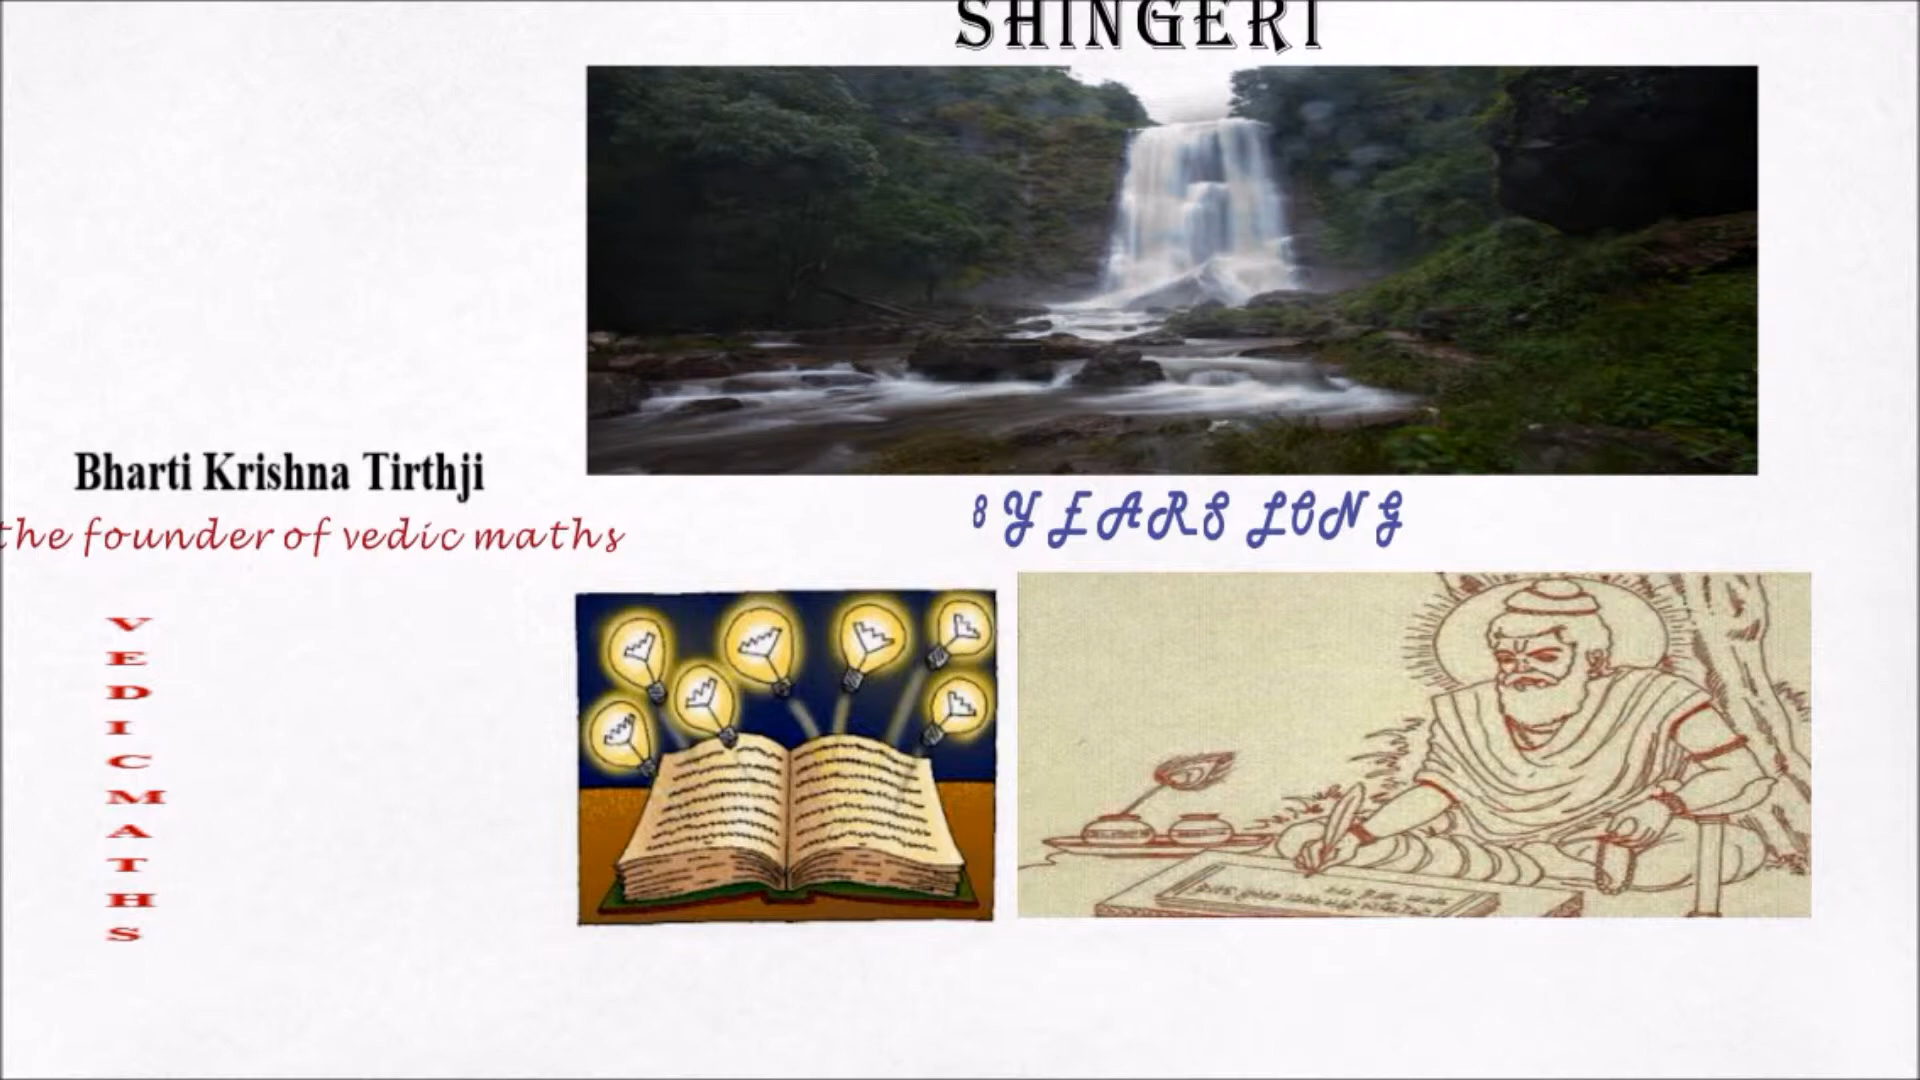 SHINGERI
Bharti Krishna Tirthji
the founder of vedic maths
8 YEARS LONG
VEDICMATHS